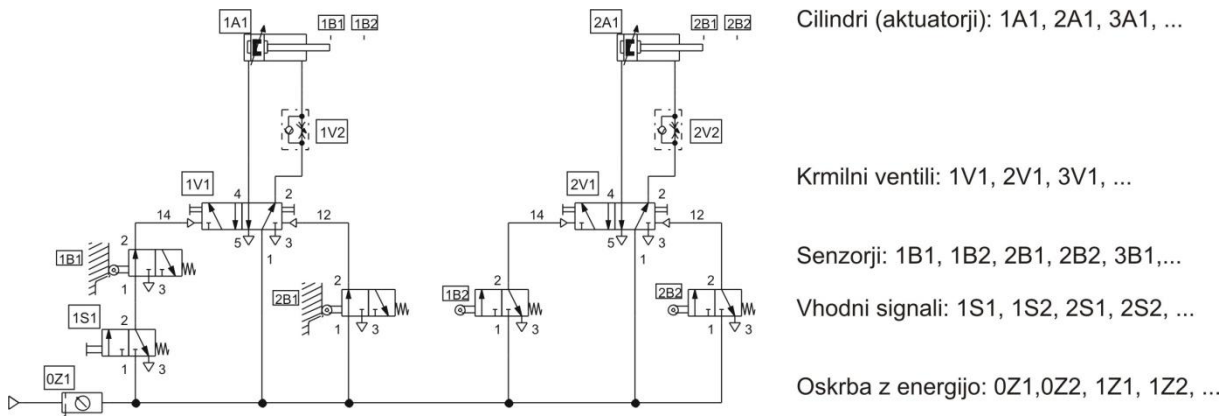 1A1 1B1 1B2 2A1 2B1 2B2 Cilindri (aktuatorji): 1A1, 2A1, 3A1, ...
1V2 2V2
1V1 4 2 2V1 4 2 Krmilni ventili: 1V1, 2V1, 3V1, ...
14 12 14 12
5 3 5 3
1 1
2
1B1 Senzorji: 1B1, 1B2, 2B1, 2B2, 3B1,...
1 3
2 2 2
2B1 1B2 2B2
1S1 2 Vhodni signali: 1S1, 1S2, 2S1, 2S2, ...
1 3 1 3 1 3
1 3
0Z1 Oskrba z energijo: 0Z1,0Z2, 1Z1, 1Z2, ...